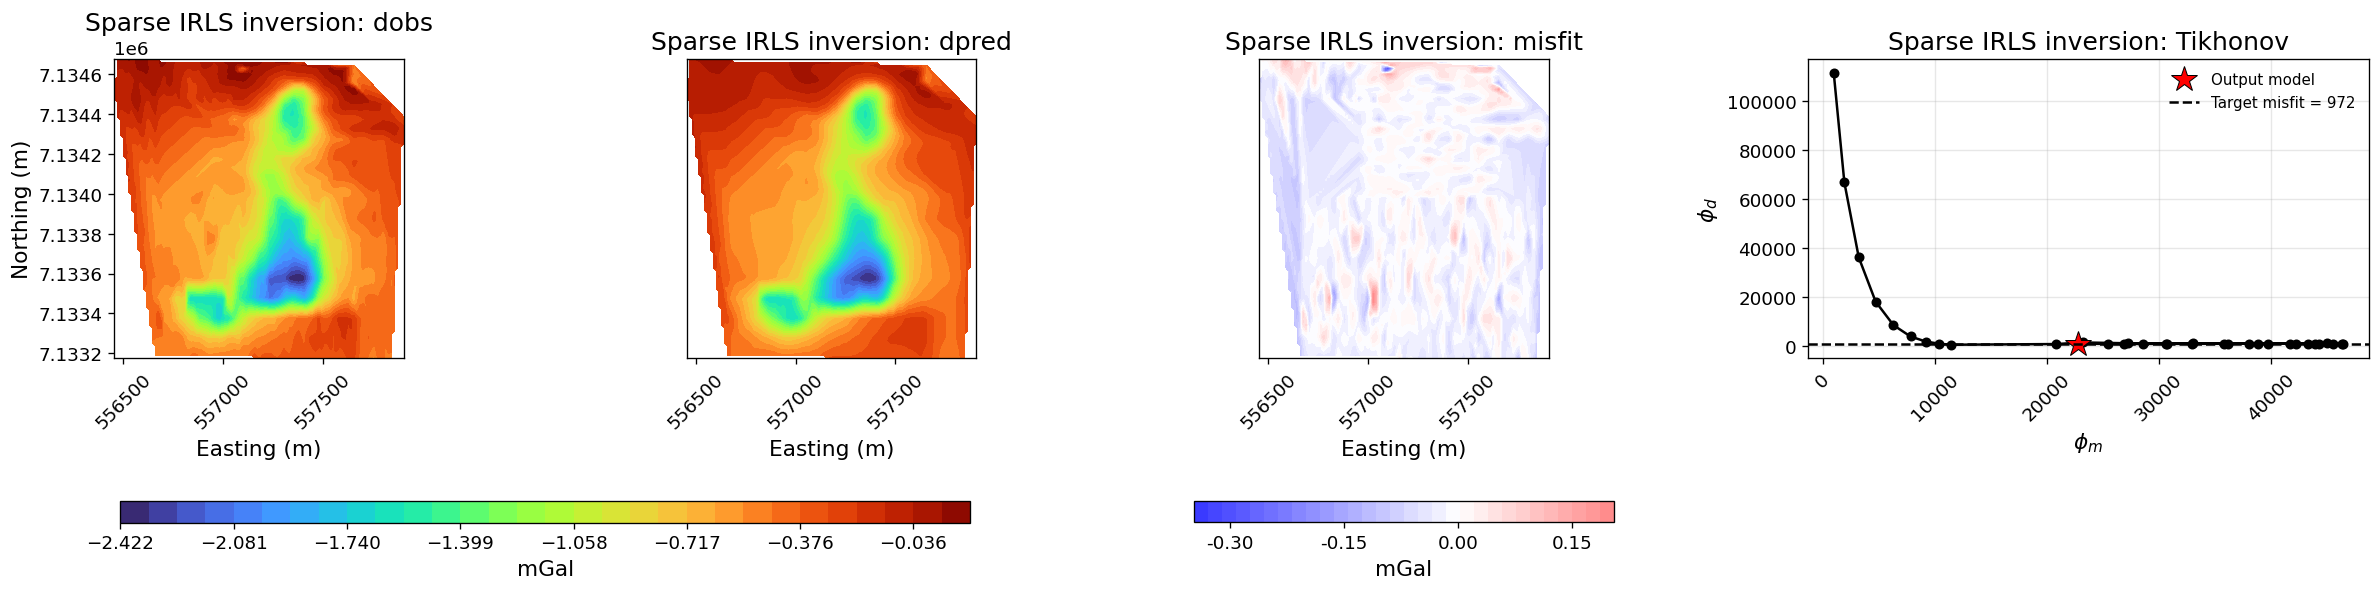 Sparse IRLS inversion: dobs
Sparse IRLS inversion: dpred
Sparse IRLS inversion: misfit
Sparse IRLS inversion: Tikhonov
1e6
7.1346
7.1344
7.1342
7.1340
7.1338
7.1336
7.1334
7.1332
Northing (m)
556500
557000
557500
Easting (m)
556500
557000
557500
Easting (m)
556500
557000
557500
Easting (m)
Output model
Target misfit = 972
100000
80000
60000
40000
20000
0
ϕd
0
10000
20000
30000
40000
ϕm
−2.422
−2.081
−1.740
−1.399
−1.058
−0.717
−0.376
−0.036
mGal
-0.30
-0.15
0.00
0.15
mGal